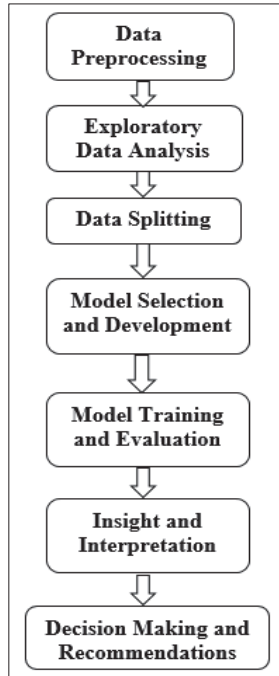 Data
Preprocessing
Exploratory
Data Analysis
Data Splitting
Model Selection
and Development
Model Training
and Evaluation
Insight and
Interpretation
Decision Making and
Recommendations